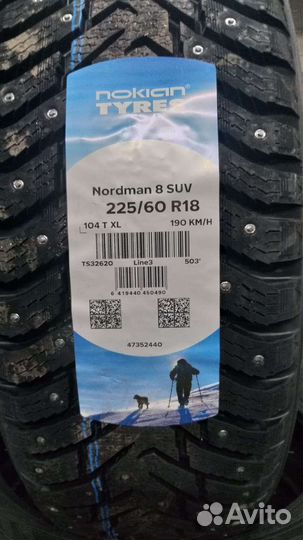 nokian
TYRES
Nordman 8 SUV
225/60 R18
104 T XL 190 KM/H
TS32620 Line3 503'
6 419440 450490
47352440
Avito